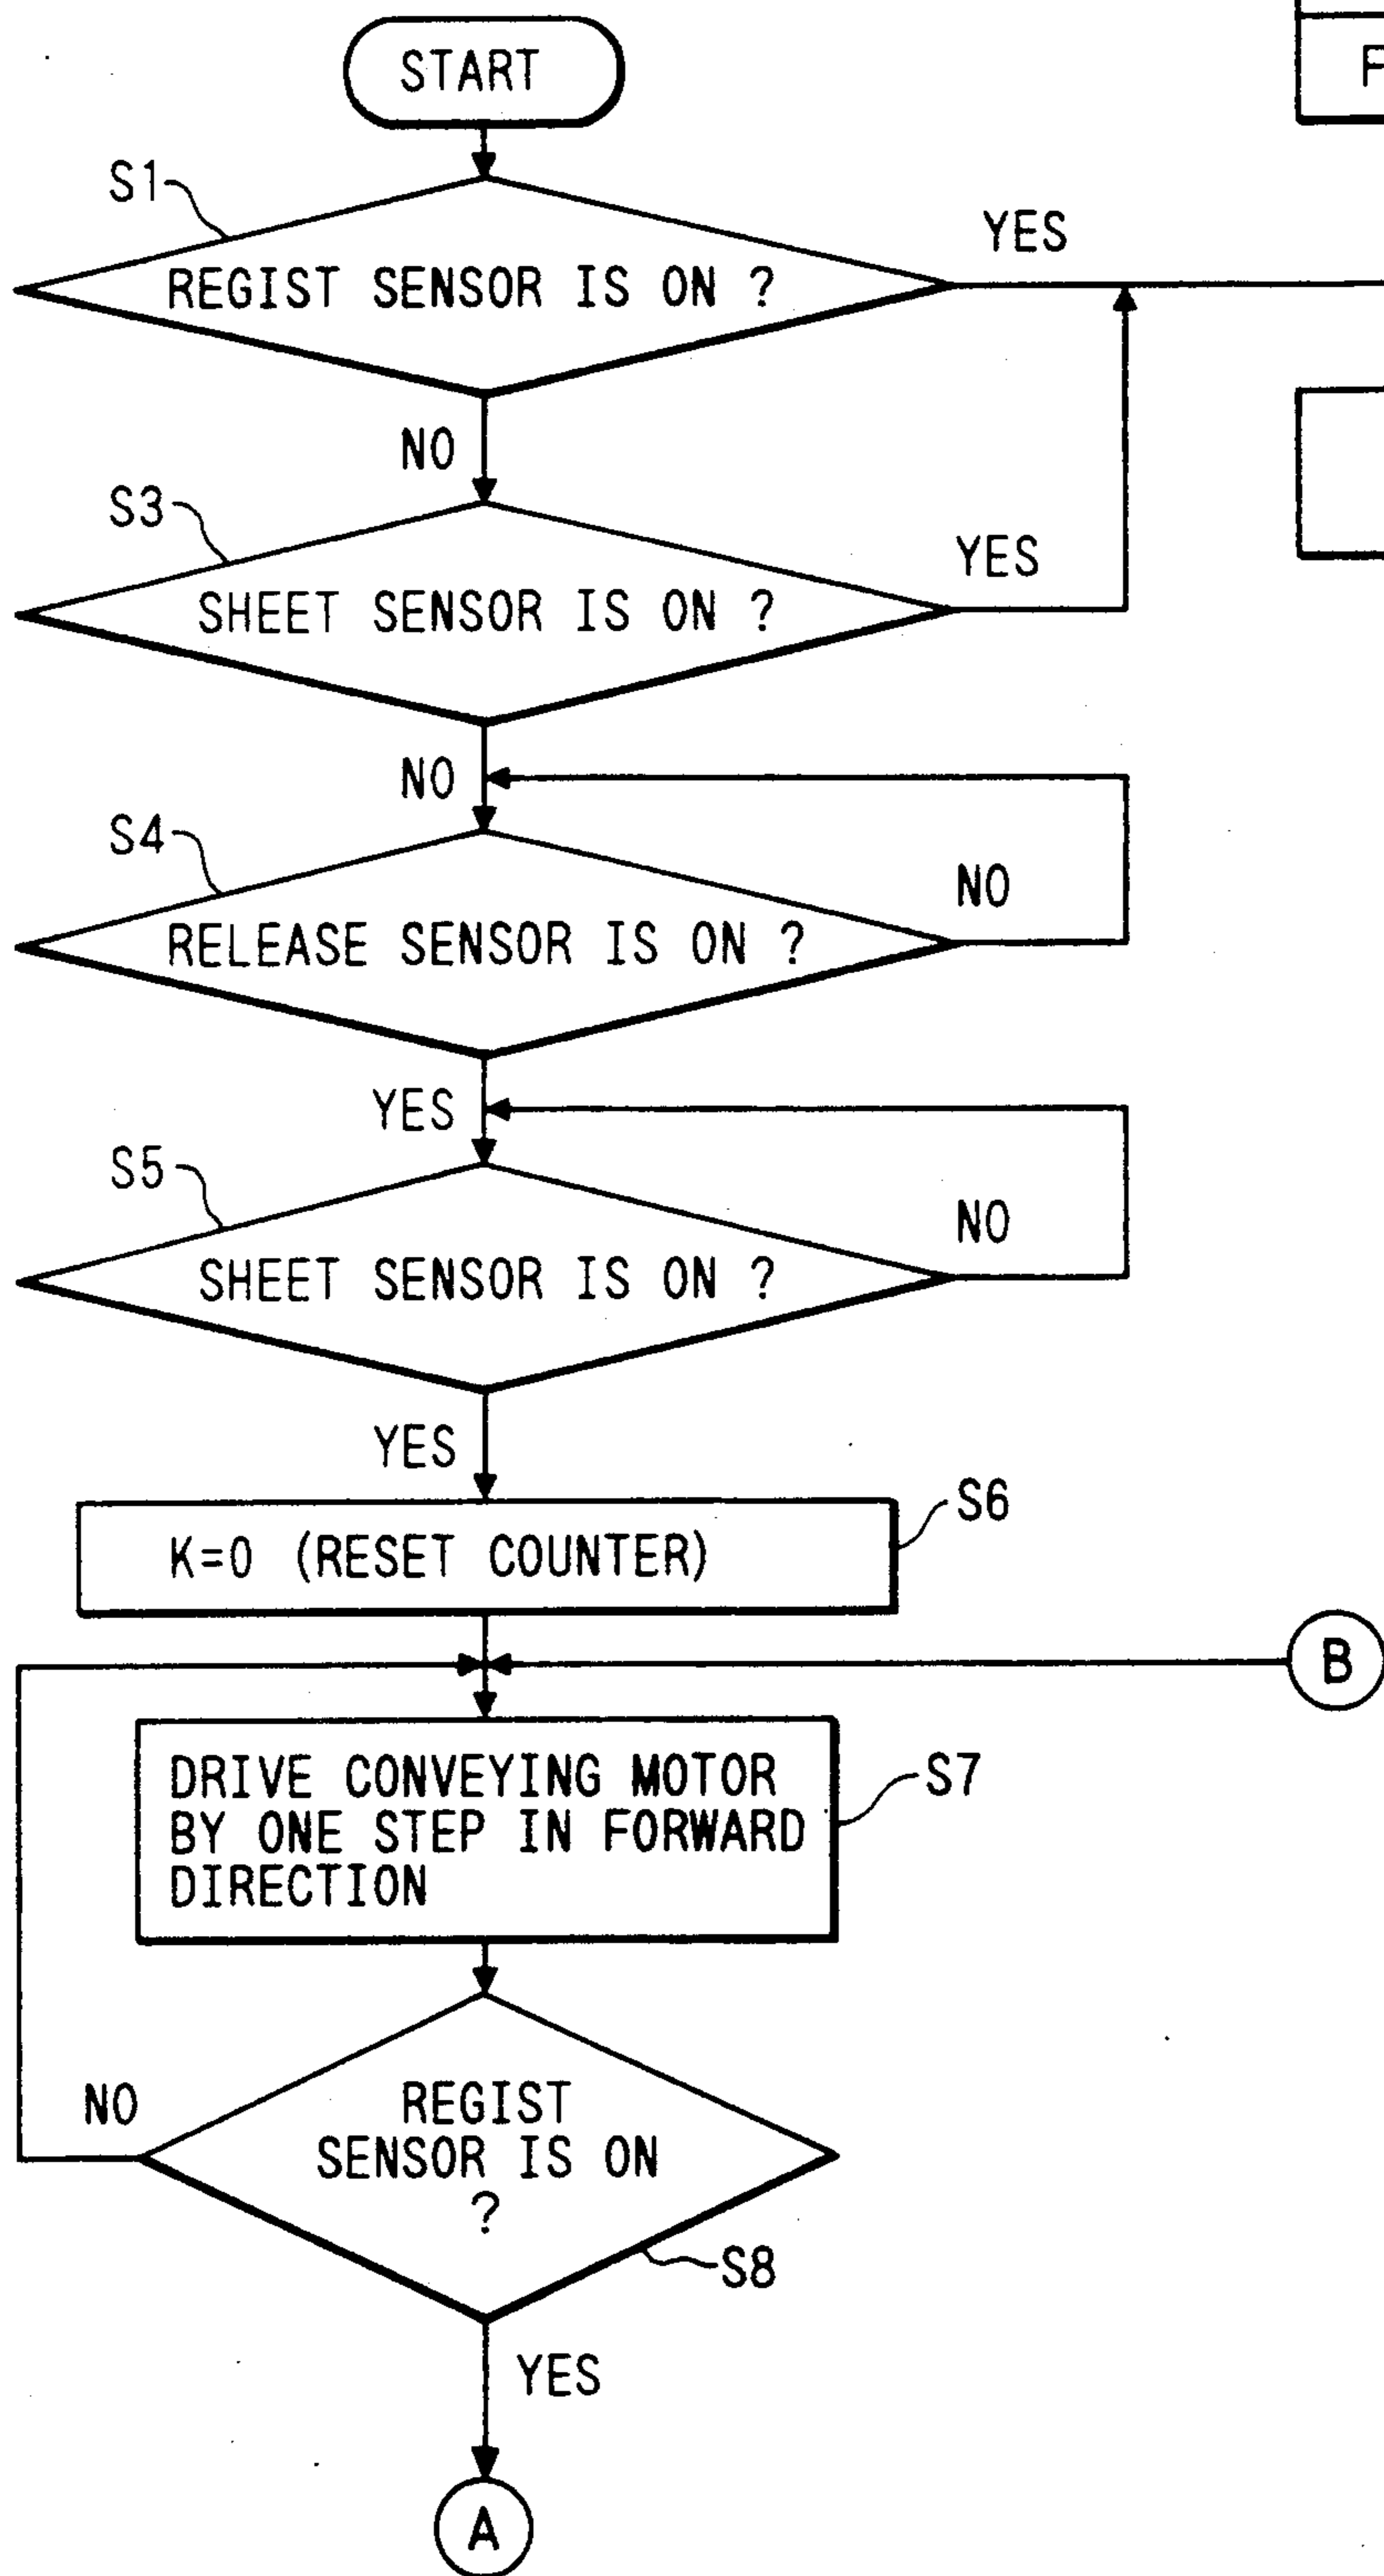 START
S1
REGIST SENSOR IS ON ?
YES
NO
S3
SHEET SENSOR IS ON ?
YES
NO
S4
RELEASE SENSOR IS ON ?
NO
YES
S5
SHEET SENSOR IS ON ?
NO
YES
K=0 (RESET COUNTER)
S6
B
DRIVE CONVEYING MOTOR
BY ONE STEP IN FORWARD
DIRECTION
S7
NO
REGIST
SENSOR IS ON
?
S8
YES
A